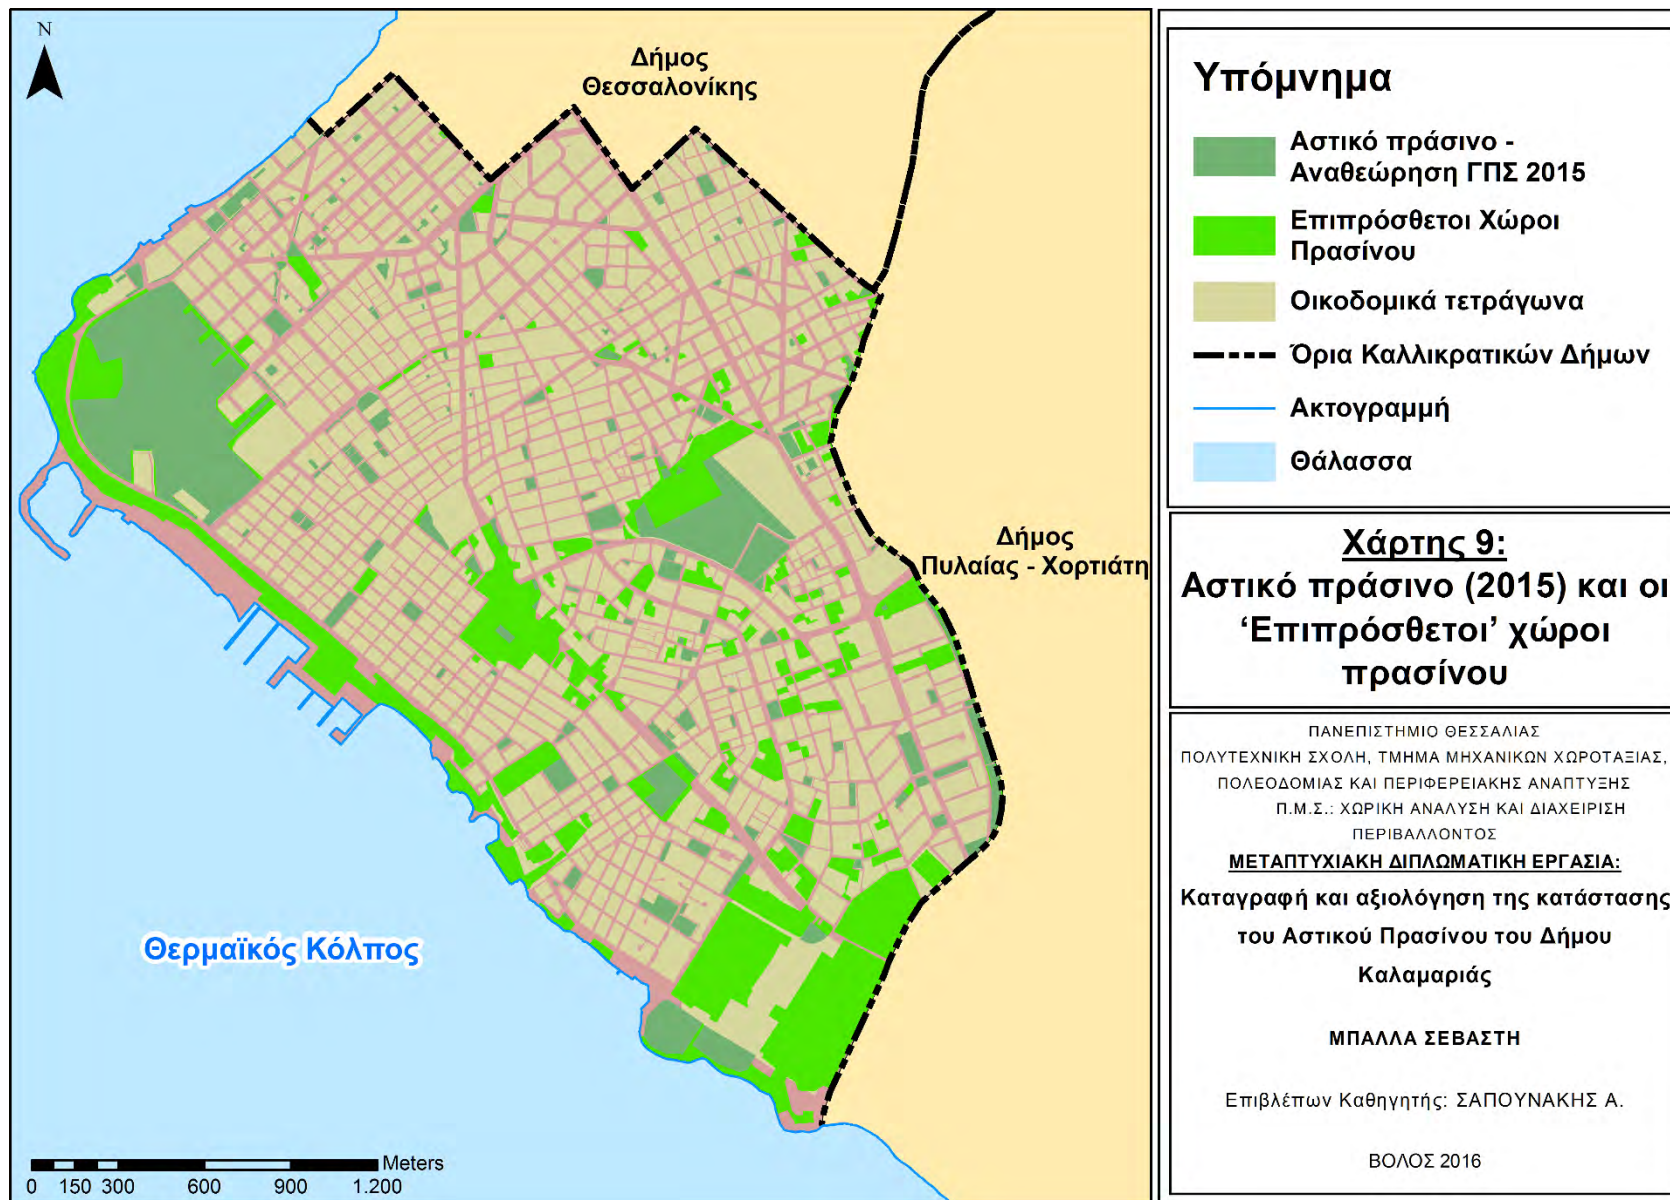 N
Δήμος
Θεσσαλονίκης
Δήμος
Πυλαίας - Χορτιάτη
Θερμαϊκός Κόλπος
Meters
0 150 300 600 900 1.200
Υπόμνημα
Αστικό πράσινο -
Αναθεώρηση ΓΠΣ 2015
Επιπρόσθετοι Χώροι
Πρασίνου
Οικοδομικά τετράγωνα
Όρια Καλλικρατικών Δήμων
Ακτογραμμή
Θάλασσα
Χάρτης 9:
Αστικό πράσινο (2015) και οι
‘Επιπρόσθετοι’ χώροι
πρασίνου
ΠΑΝΕΠΙΣΤΗΜΙΟ ΘΕΣΣΑΛΙΑΣ
ΠΟΛΥΤΕΧΝΙΚΗ ΣΧΟΛΗ, ΤΜΗΜΑ ΜΗΧΑΝΙΚΩΝ ΧΩΡΟΤΑΞΙΑΣ,
ΠΟΛΕΟΔΟΜΙΑΣ ΚΑΙ ΠΕΡΙΦΕΡΕΙΑΚΗΣ ΑΝΑΠΤΥΞΗΣ
Π.Μ.Σ.: ΧΩΡΙΚΗ ΑΝΑΛΥΣΗ ΚΑΙ ΔΙΑΧΕΙΡΙΣΗ
ΠΕΡΙΒΑΛΛΟΝΤΟΣ
ΜΕΤΑΠΤΥΧΙΑΚΗ ΔΙΠΛΩΜΑΤΙΚΗ ΕΡΓΑΣΙΑ:
Καταγραφή και αξιολόγηση της κατάστασης
του Αστικού Πρασίνου του Δήμου
Καλαμαριάς
ΜΠΑΛΛΑ ΣΕΒΑΣΤΗ
Επιβλέπων Καθηγητής: ΣΑΠΟΥΝΑΚΗΣ Α.
ΒΟΛΟΣ 2016